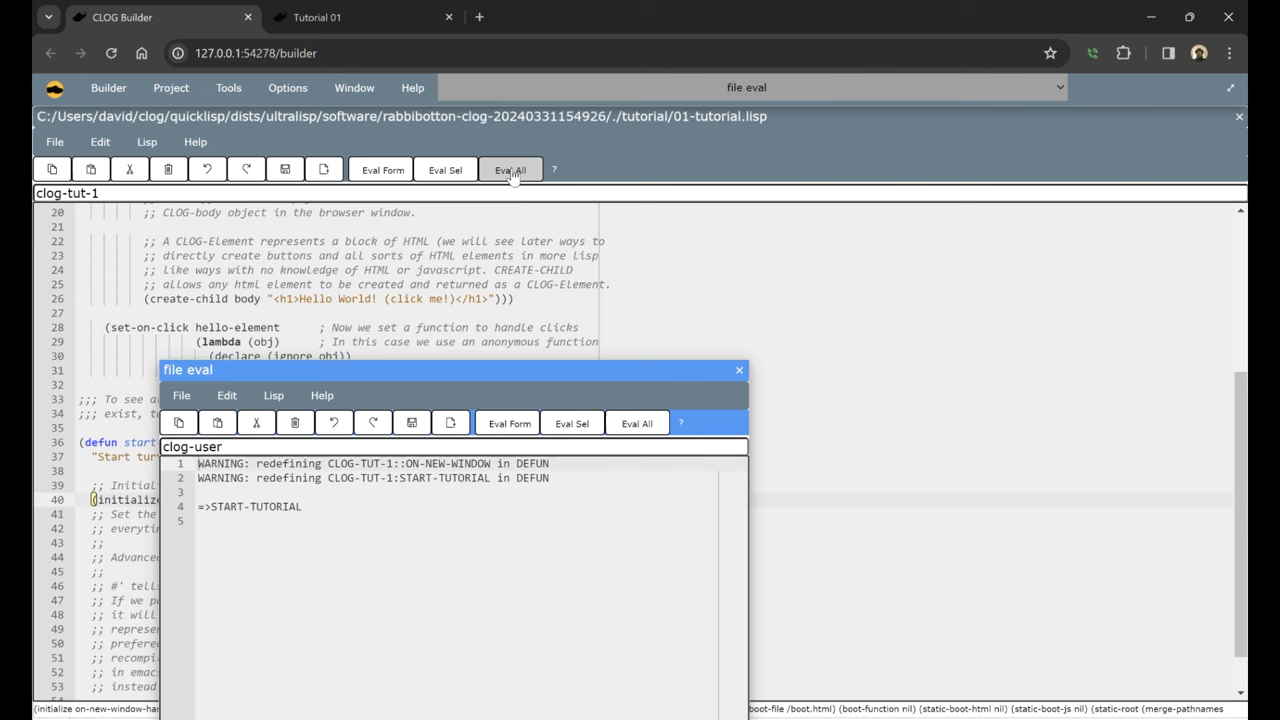 CLOG Builder
Tutorial 01
127.0.0.1:54278/builder
Builder Project Tools Options Window Help file eval
C:/Users/david/clog/quicklisp/dists/ultralisp/software/rabbibotton-clog-20240331154926/./tutorial/01-tutorial.lisp
File Edit Lisp Help
Eval Form Eval Sel Eval All ?
clog-tut-1
20 ;; CLOG-body object in the browser window.
21
22 ;; A CLOG-Element represents a block of HTML (we will see later ways to
23 ;; directly create buttons and all sorts of HTML elements in more lisp
24 ;; like ways with no knowledge of HTML or javascript. CREATE-CHILD
25 ;; allows any html element to be created and returned as a CLOG-Element.
26 (create-child body "<h1>Hello World! (click me!)</h1>")))
27
28 (set-on-click hello-element ; Now we set a function to handle clicks
29 (lambda (obj) ; In this case we use an anonymous function
30 (declare (ignore obj))
31
32
33 ;;; To see a
34 ;;; exist, t
35
36 (defun start
37 "Start tur
38
39 ;; Initial
40 (initialize
41 ;; Set the
42 ;; everythi
43 ;;
44 ;; Advanced
45 ;;
46 ;; #' tell
47 ;; If we p
48 ;; it will
49 ;; represe
50 ;; prefere
51 ;; recompi
52 ;; in emac
53 ;; instead
file eval
File Edit Lisp Help
Eval Form Eval Sel Eval All ?
clog-user
1 WARNING: redefining CLOG-TUT-1::ON-NEW-WINDOW in DEFUN
2 WARNING: redefining CLOG-TUT-1:START-TUTORIAL in DEFUN
3
4 =>START-TUTORIAL
5
(initialize on-new-window-ha
boot-file /boot.html) (boot-function nil) (static-boot-html nil) (static-boot-js nil) (static-root (merge-pathnames